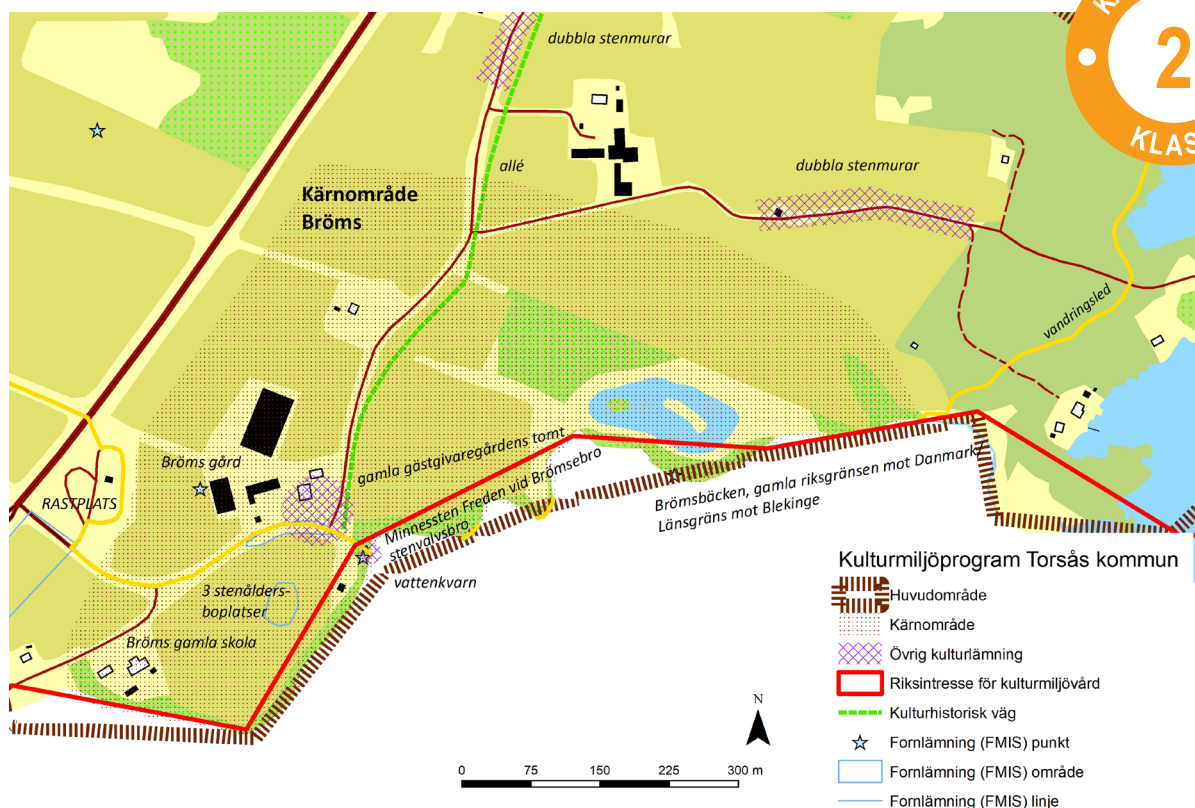 dubbla stenmurar
2
KLAS
allé
dubbla stenmurar
Kärnområde
Bröms
vandringsled
gamla gästgivaregårdens tomt
Bröms gård
RASTPLATS
Minnessten Freden vid Brömsebro
stenvalvsbro
Brömsbäcken, gamla riksgränsen mot Danmark/
Länsgräns mot Blekinge
vattenkvarn
3 stenålders-
boplatser
Bröms gamla skola
Kulturmiljöprogram Torsås kommun
Huvudområde
Kärnområde
Övrig kulturlämning
Riksintresse för kulturmiljövård
Kulturhistorisk väg
Fornlämning (FMIS) punkt
Fornlämning (FMIS) område
Fornlämning (FMIS) linje
N
0 75 150 225 300 m